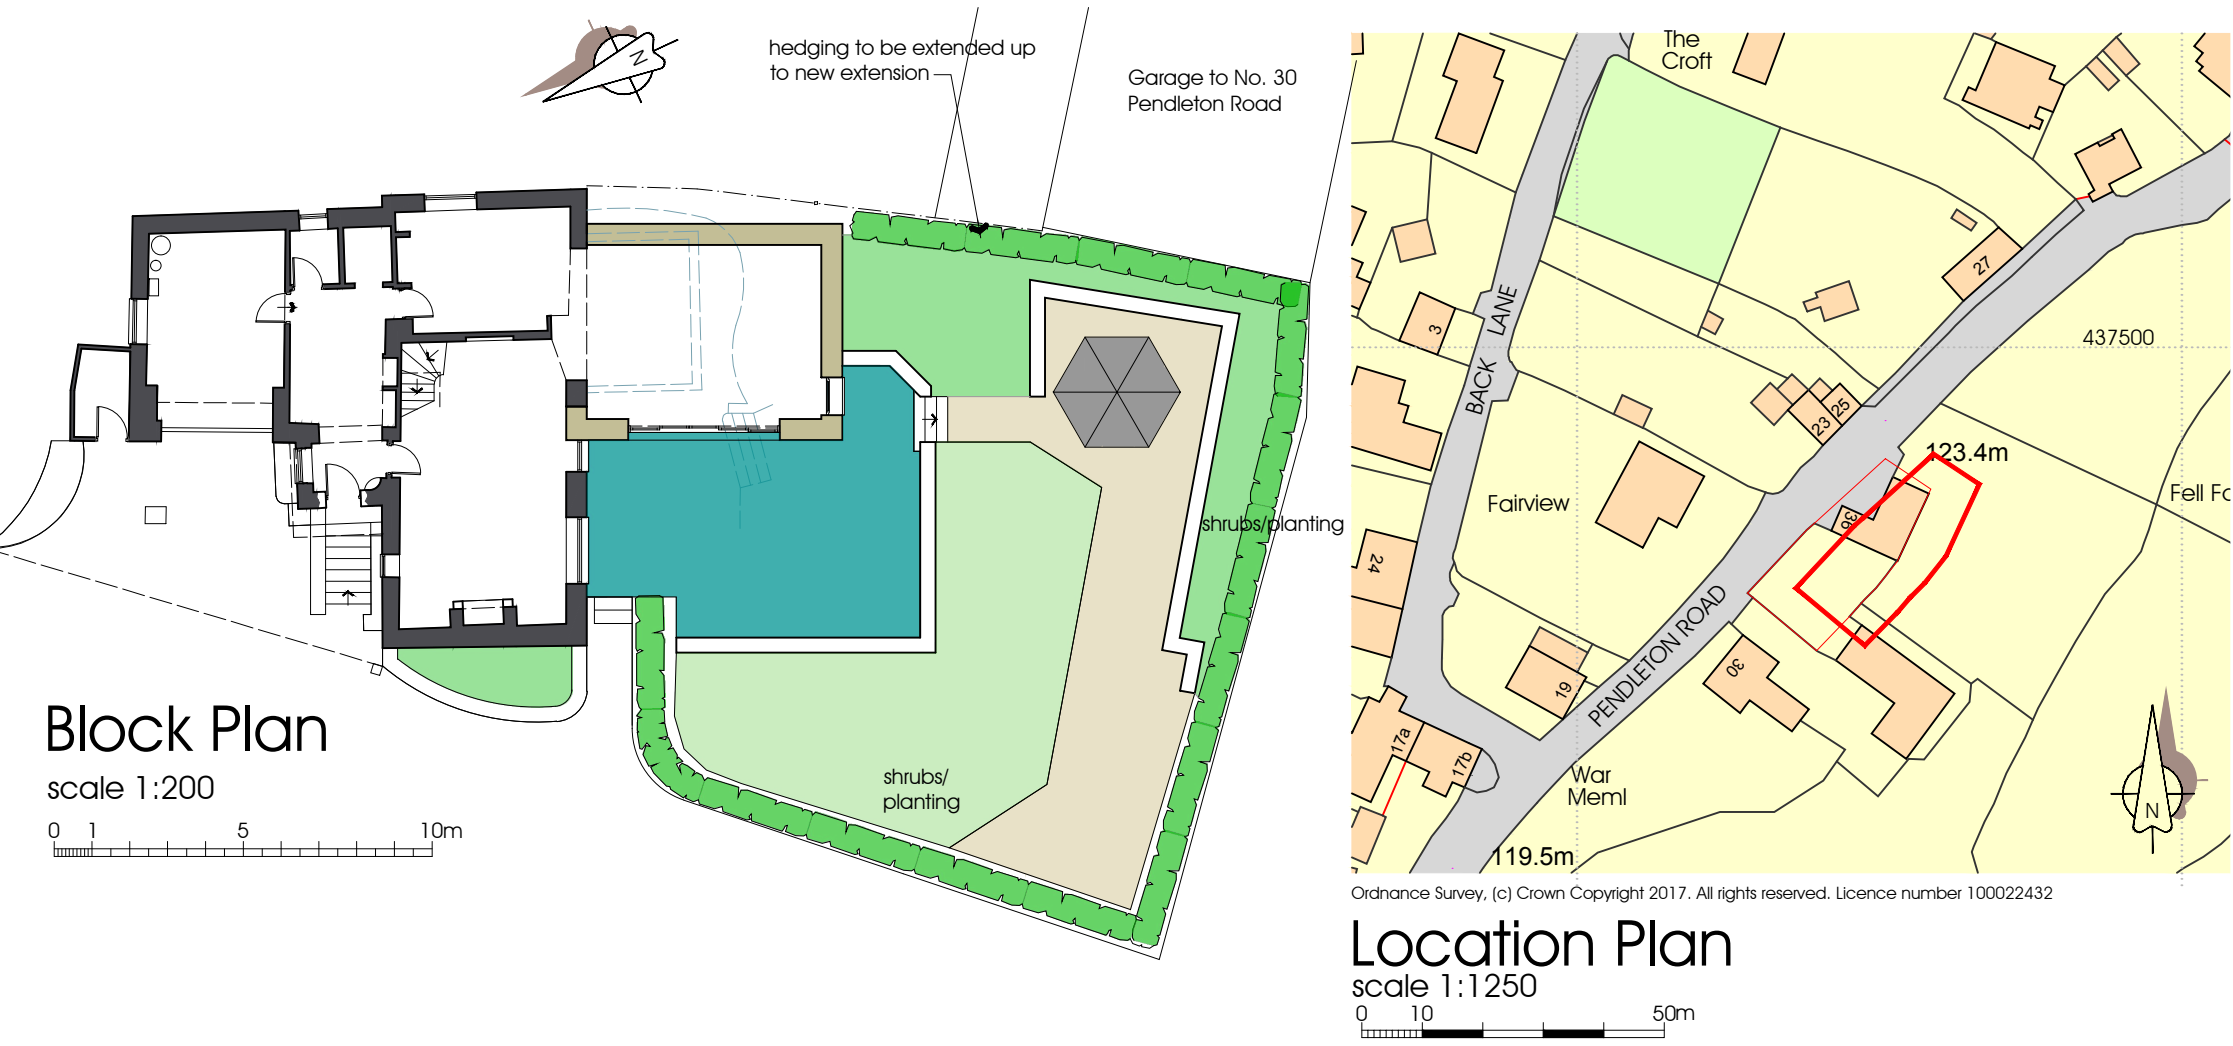 hedging to be extended up
to new extension
Garage to No. 30
Pendleton Road
N
shrubs/planting
shrubs/
planting
Block Plan
scale 1:200
0 1 5 10m
The
Croft
27
437500
3
BACK LANE
25
23
123.4m
Fell Fo
Fairview
36
24
PENDLETON ROAD
30
19
17a
17b
War
Meml
N
119.5m
Ordnance Survey, (c) Crown Copyright 2017. All rights reserved. Licence number 100022432
Location Plan
scale 1:1250
0 10 50m